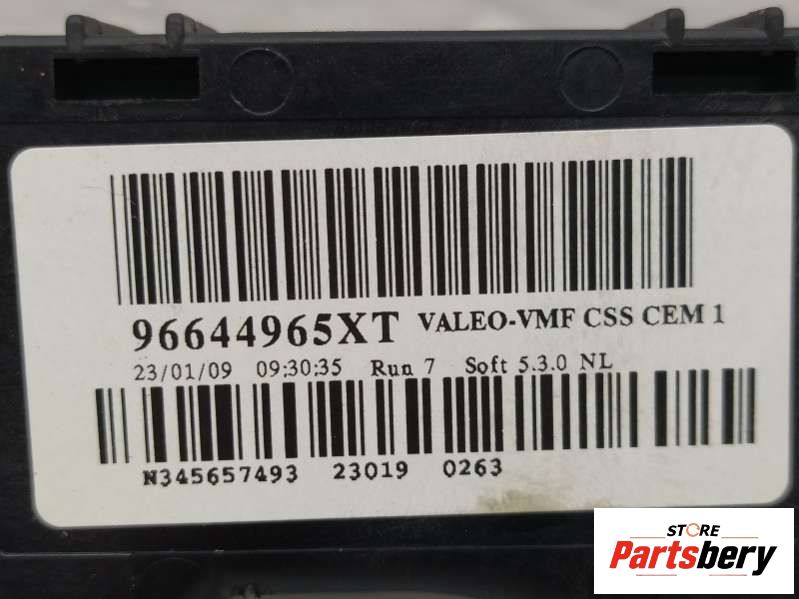 96644965XT VALEO-VMF CSS CEM 1
23/01/09 09:30:35 Run 7 Soft 5.3.0 NL
N345657493 23019 0263
STORE
Partsbery